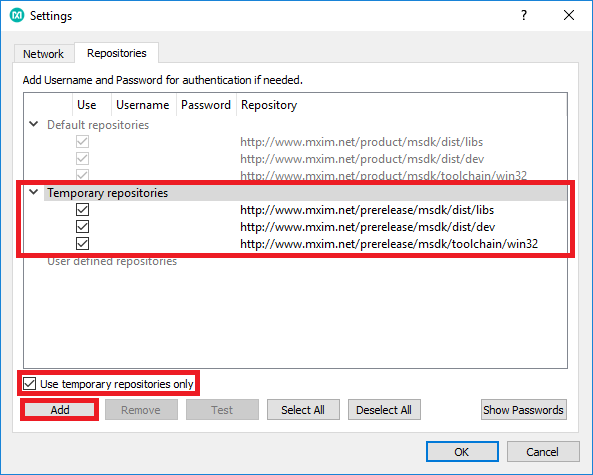 Settings
Network Repositories
Add Username and Password for authentication if needed.
Use Username Password Repository
Default repositories
http://www.mxim.net/product/msdk/dist/libs
http://www.mxim.net/product/msdk/dist/dev
http://www.mxim.net/product/msdk/toolchain/win32
Temporary repositories
http://www.mxim.net/prerelease/msdk/dist/libs
http://www.mxim.net/prerelease/msdk/dist/dev
http://www.mxim.net/prerelease/msdk/toolchain/win32
User defined repositories
Use temporary repositories only
Add Remove Test Select All Deselect All Show Passwords
OK Cancel